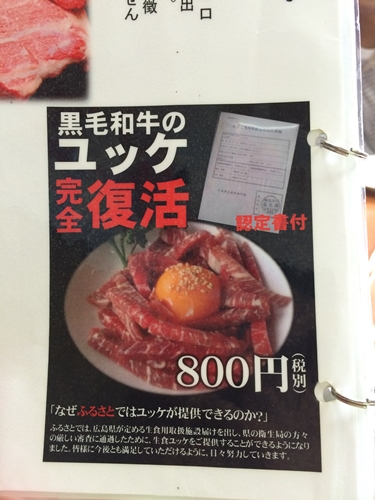 口
出。
徴
せん
黒毛和牛の
ユッケ
完全復活
認定書付
800円(税別)
「なぜふるさとではユッケが提供できるのか?」
ふるさとでは、広島県が定める生食用取扱施設届けを出し、県の衛生局の方々
の厳しい審査に通過したために、生食ユッケをご提供することができるようになり
ました。皆様に今後とも満足していただけるように、日々努力していきます。